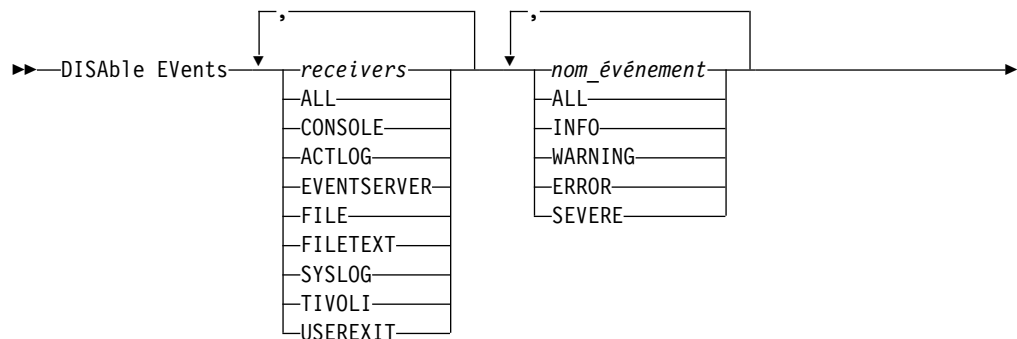 , ,
DISAble EVents receivers nom_événement
ALL ALL
CONSOLE INFO
ACTLOG WARNING
EVENTSERVER ERROR
FILE SEVERE
FILETEXT
SYSLOG
TIVOLI
USEREXIT